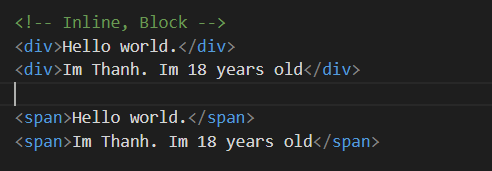 <!-- Inline, Block -->
<div>Hello world.</div>
<div>Im Thanh. Im 18 years old</div>
<span>Hello world.</span>
<span>Im Thanh. Im 18 years old</span>